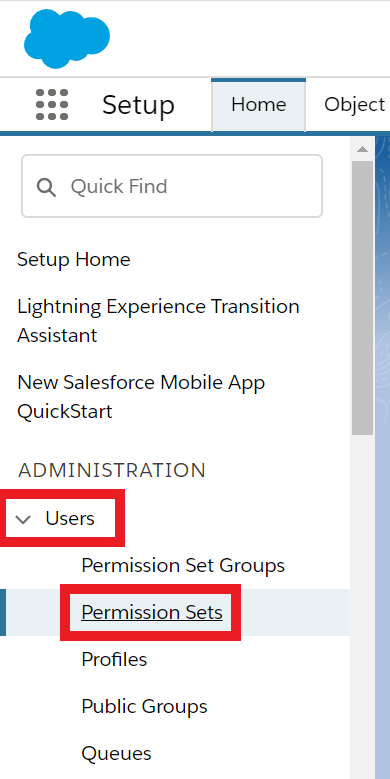 Setup
Home
Object
Quick Find
Setup Home
Lightning Experience Transition
Assistant
New Salesforce Mobile App
QuickStart
ADMINISTRATION
Users
Permission Set Groups
Permission Sets
Profiles
Public Groups
Queues